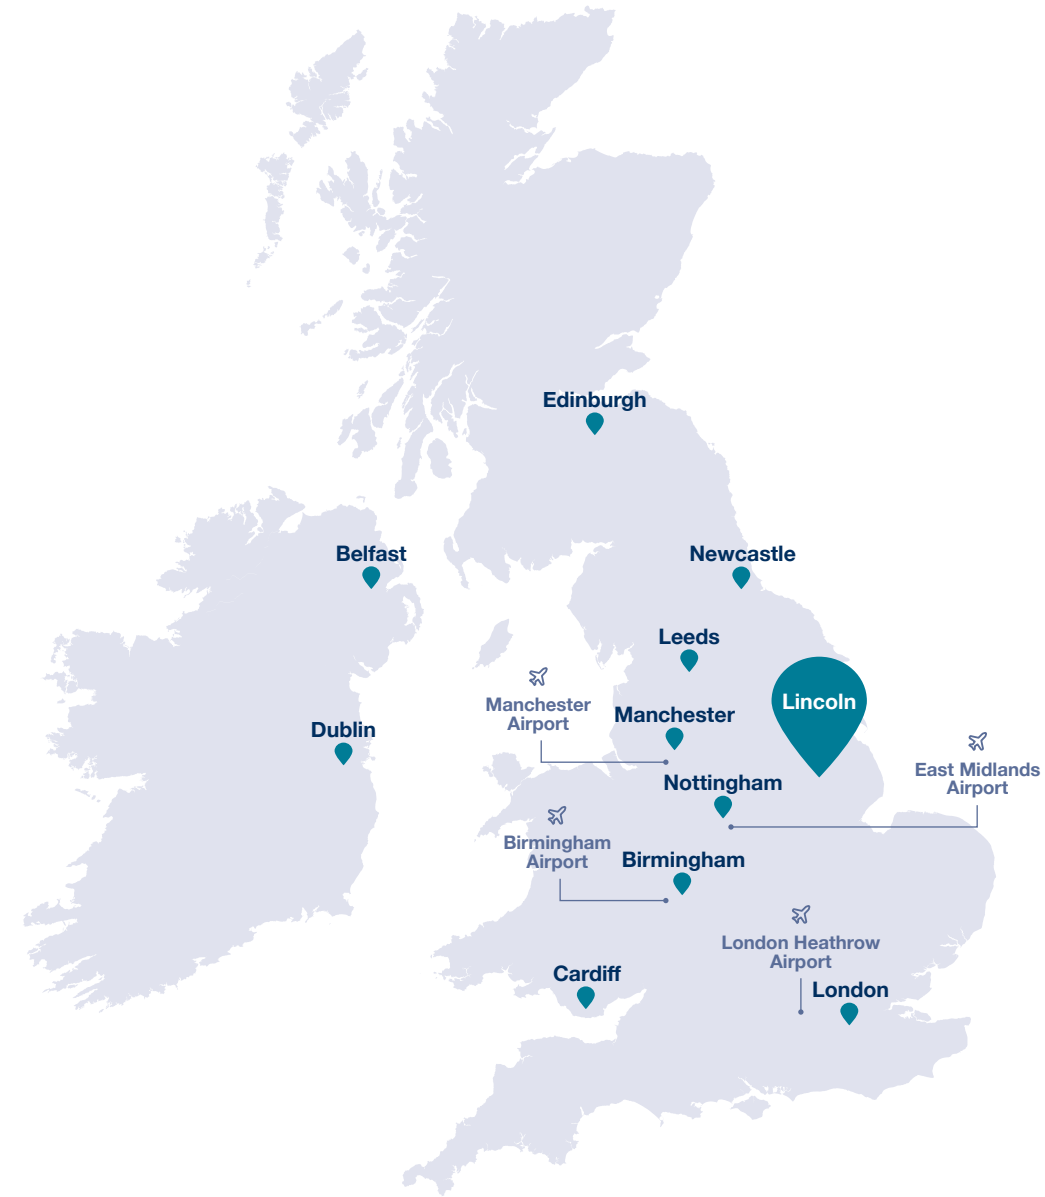 Edinburgh
Belfast
Newcastle
Leeds
Lincoln
Manchester
Airport
Manchester
Dublin
East Midlands
Airport
Nottingham
Birmingham
Airport
Birmingham
London Heathrow
Airport
Cardiff
London